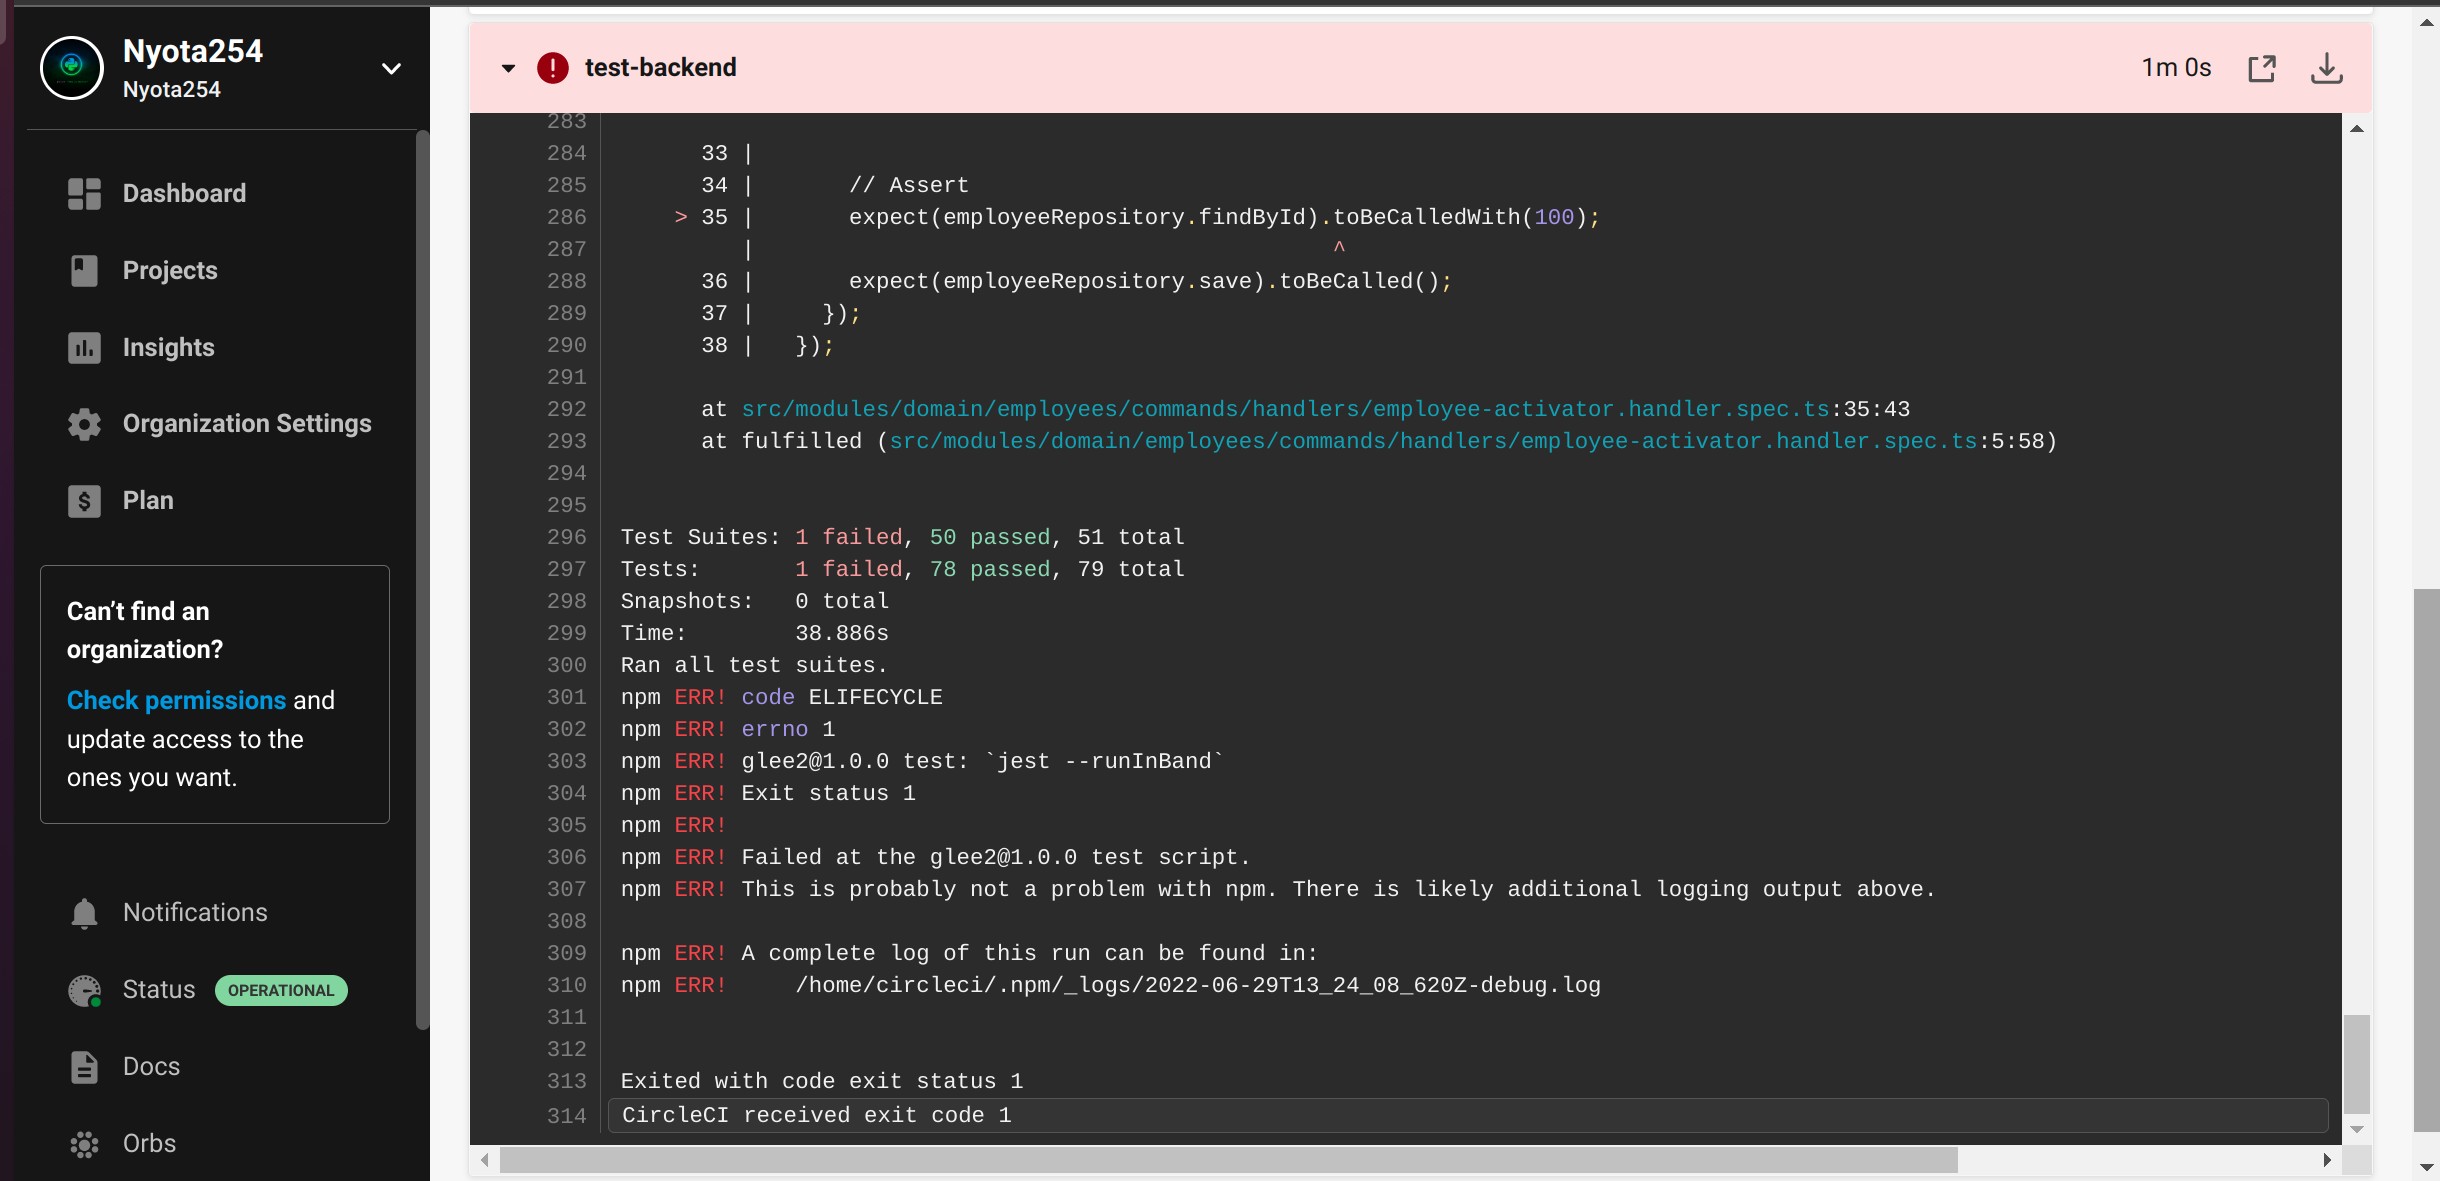 Nyota254
Nyota254
Dashboard
Projects
Insights
Organization Settings
Plan
Can’t find an
organization?
Check permissions and
update access to the
ones you want.
Notifications
Status OPERATIONAL
Docs
Orbs
test-backend 1m 0s
283
284 33 |
285 34 | // Assert
286 > 35 | expect(employeeRepository.findById).toBeCalledWith(100);
287 | ^
288 36 | expect(employeeRepository.save).toBeCalled();
289 37 | });
290 38 | });
291
292 at src/modules/domain/employees/commands/handlers/employee-activator.handler.spec.ts:35:43
293 at fulfilled (src/modules/domain/employees/commands/handlers/employee-activator.handler.spec.ts:5:58)
294
295
296 Test Suites: 1 failed, 50 passed, 51 total
297 Tests: 1 failed, 78 passed, 79 total
298 Snapshots: 0 total
299 Time: 38.886s
300 Ran all test suites.
301 npm ERR! code ELIFECYCLE
302 npm ERR! errno 1
303 npm ERR! glee2@1.0.0 test: `jest --runInBand`
304 npm ERR! Exit status 1
305 npm ERR!
306 npm ERR! Failed at the glee2@1.0.0 test script.
307 npm ERR! This is probably not a problem with npm. There is likely additional logging output above.
308
309 npm ERR! A complete log of this run can be found in:
310 npm ERR! /home/circleci/.npm/_logs/2022-06-29T13_24_08_620Z-debug.log
311
312
313 Exited with code exit status 1
314 CircleCI received exit code 1